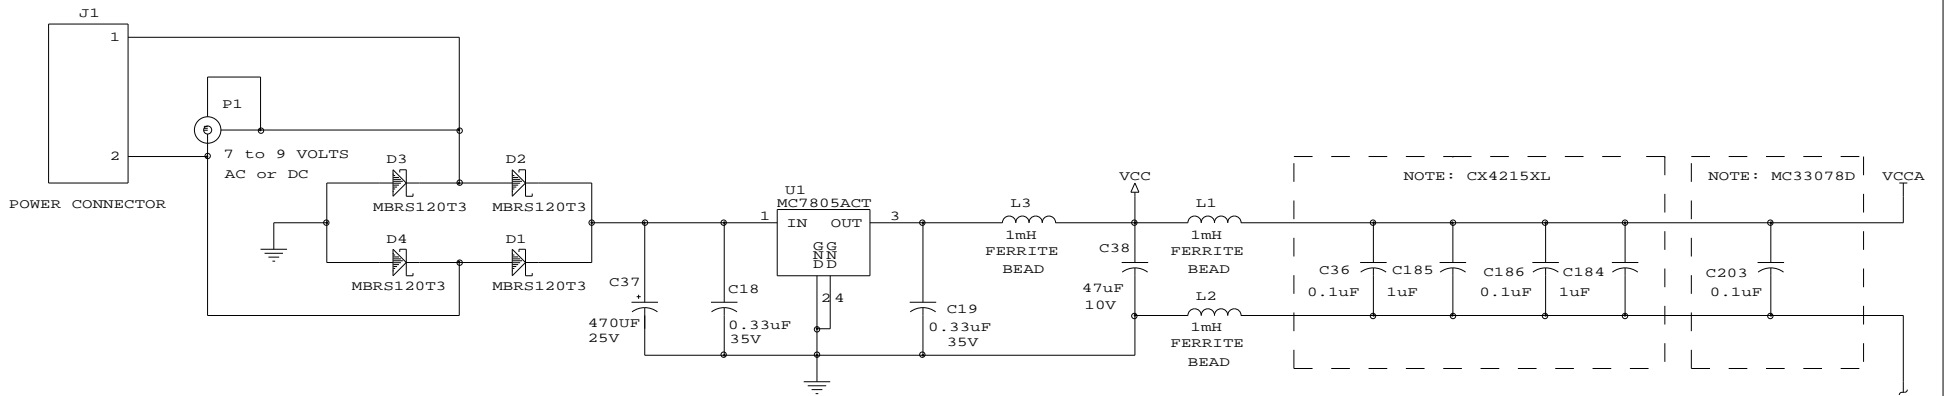 J1
1
2
POWER CONNECTOR
P1
7 to 9 VOLTS
AC or DC
D3
MBRS120T3
D2
MBRS120T3
D4
MBRS120T3
D1
MBRS120T3
C37
+
470UF
25V
C18
0.33uF
35V
U1
MC7805ACT
1
IN
OUT
3
GND
GND
2
4
C19
0.33uF
35V
L3
1mH
FERRITE
BEAD
VCC
C38
47uF
10V
L1
1mH
FERRITE
BEAD
L2
1mH
FERRITE
BEAD
NOTE: CX4215XL
C36
0.1uF
C185
1uF
C186
0.1uF
C184
1uF
NOTE: MC33078D
C203
0.1uF
VCCA